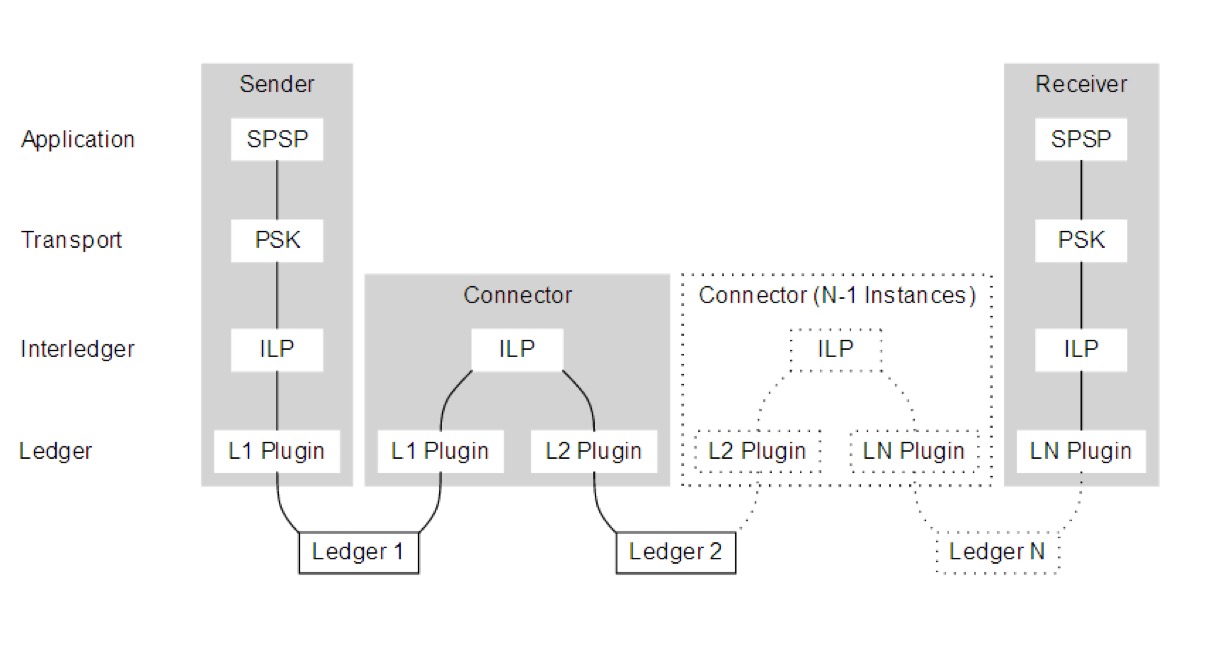 Sender
Receiver
Application
SPSP
SPSP
Transport
PSK
PSK
Connector
Connector (N-1 Instances)
Interledger
ILP
ILP
ILP
ILP
Ledger
L1 Plugin
L1 Plugin
L2 Plugin
L2 Plugin
LN Plugin
LN Plugin
Ledger 1
Ledger 2
Ledger N